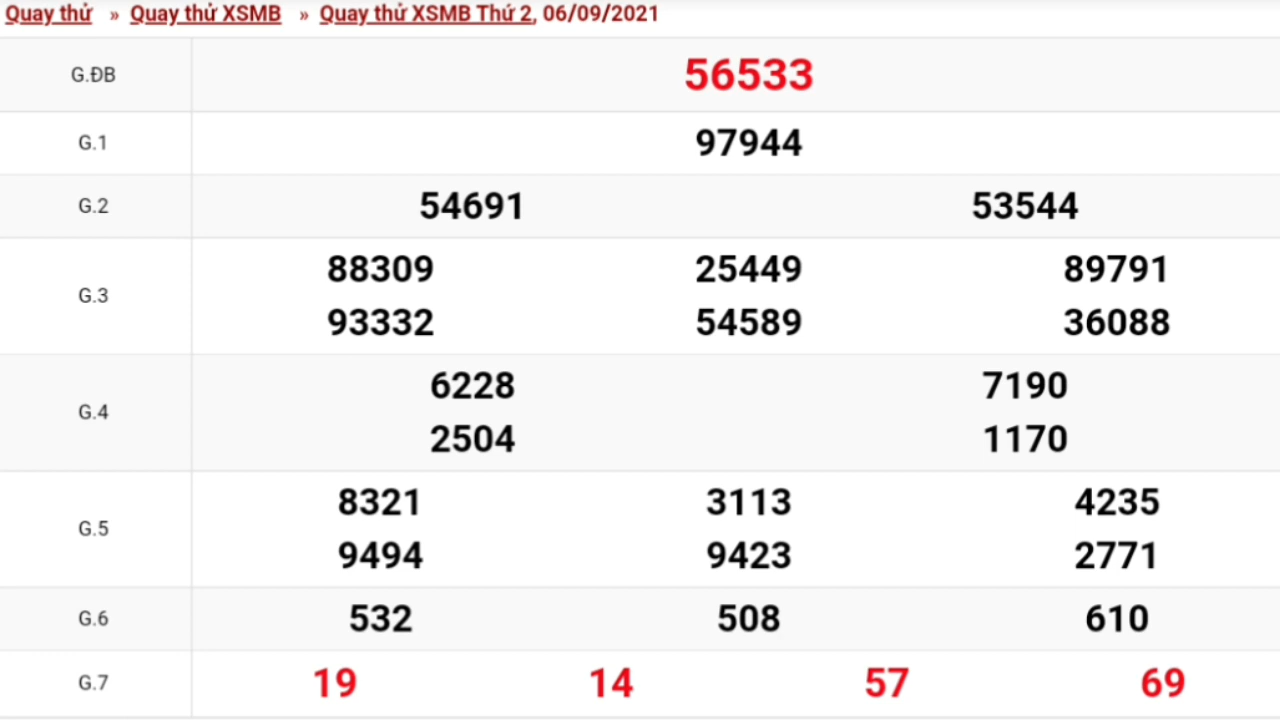 Quay thử » Quay thử XSMB » Quay thử XSMB Thứ 2, 06/09/2021
G.ĐB 56533
G.1 97944
G.2 54691 53544
G.3 88309 25449 89791
93332 54589 36088
G.4 6228 7190
2504 1170
G.5 8321 3113 4235
9494 9423 2771
G.6 532 508 610
G.7 19 14 57 69